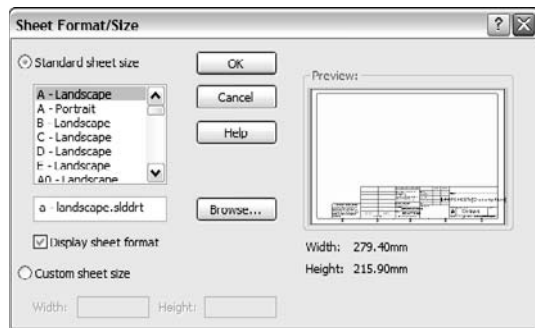 Sheet Format/Size
Standard sheet size
A - Landscape
A - Portrait
B - Landscape
C - Landscape
D - Landscape
E - Landscape
A0 - Landscape
a - landscape.slddrt
Display sheet format
Custom sheet size
Width:
Height:
OK
Cancel
Help
Browse...
Preview:
Width: 279.40mm
Height: 215.90mm